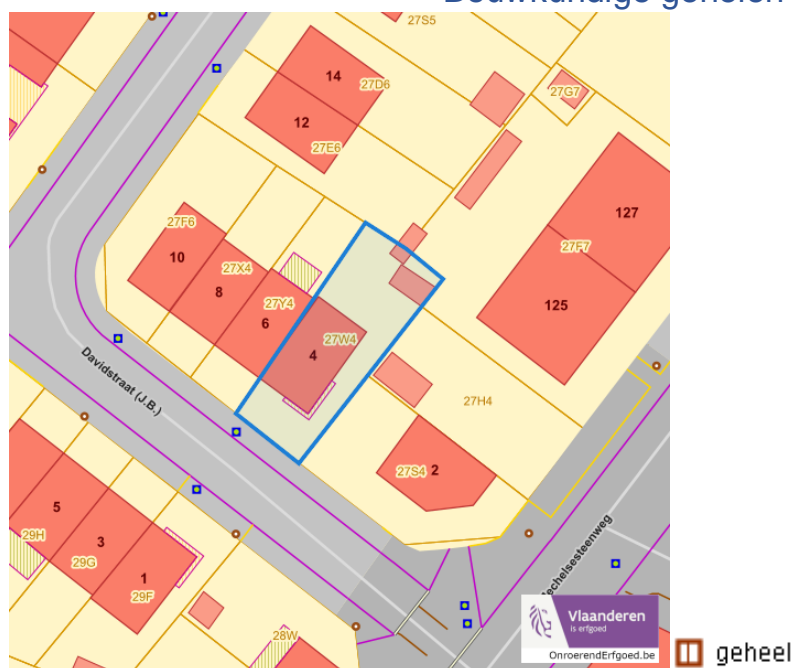 Bouwkundige gehelen
27S5
14
27D6
27G7
12
27E6
127
27F6
27F7
10
27X4
8
27Y4
125
6
27W4
4
Davidstraat (J.B.)
27H4
27S4 2
5
3
29H
1
29G
29F
Mechelsesteenweg
28W
Vlaanderen
is erfgoed
OnroerendErfgoed.be
geheel